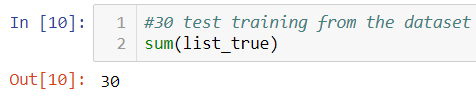 In [10]: 1 #30 test training from the dataset
2 sum(list_true)
Out[10]: 30